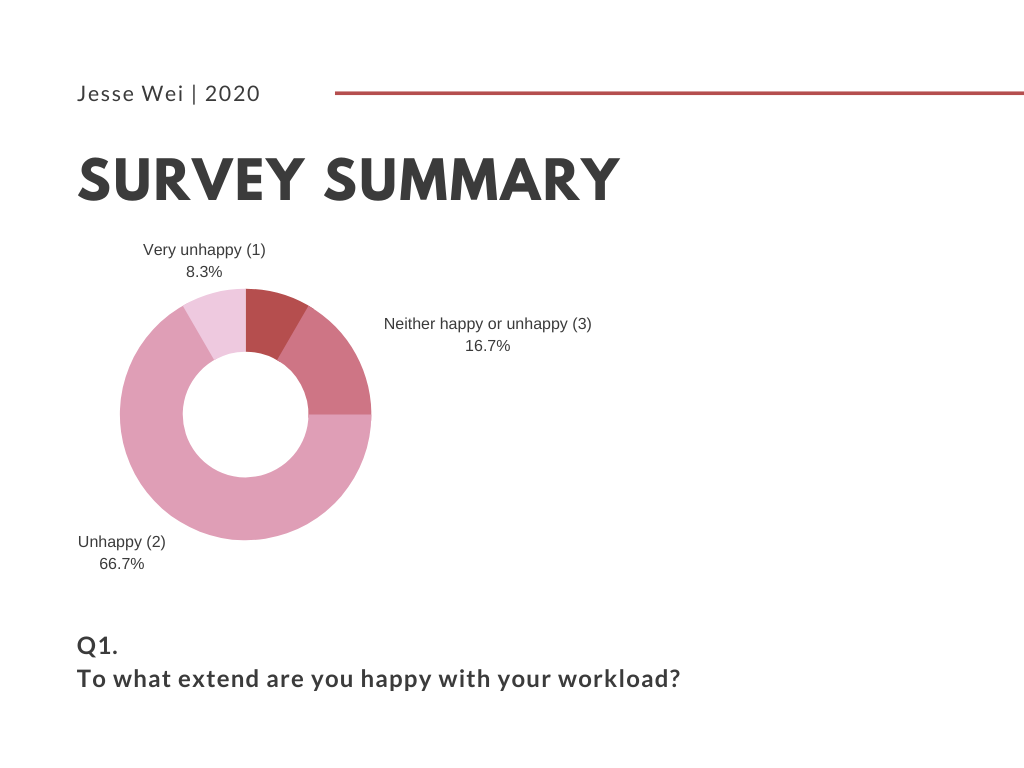 Jesse Wei | 2020
SURVEY SUMMARY
Very unhappy (1)
8.3%
Neither happy or unhappy (3)
16.7%
Unhappy (2)
66.7%
Q1.
To what extend are you happy with your workload?